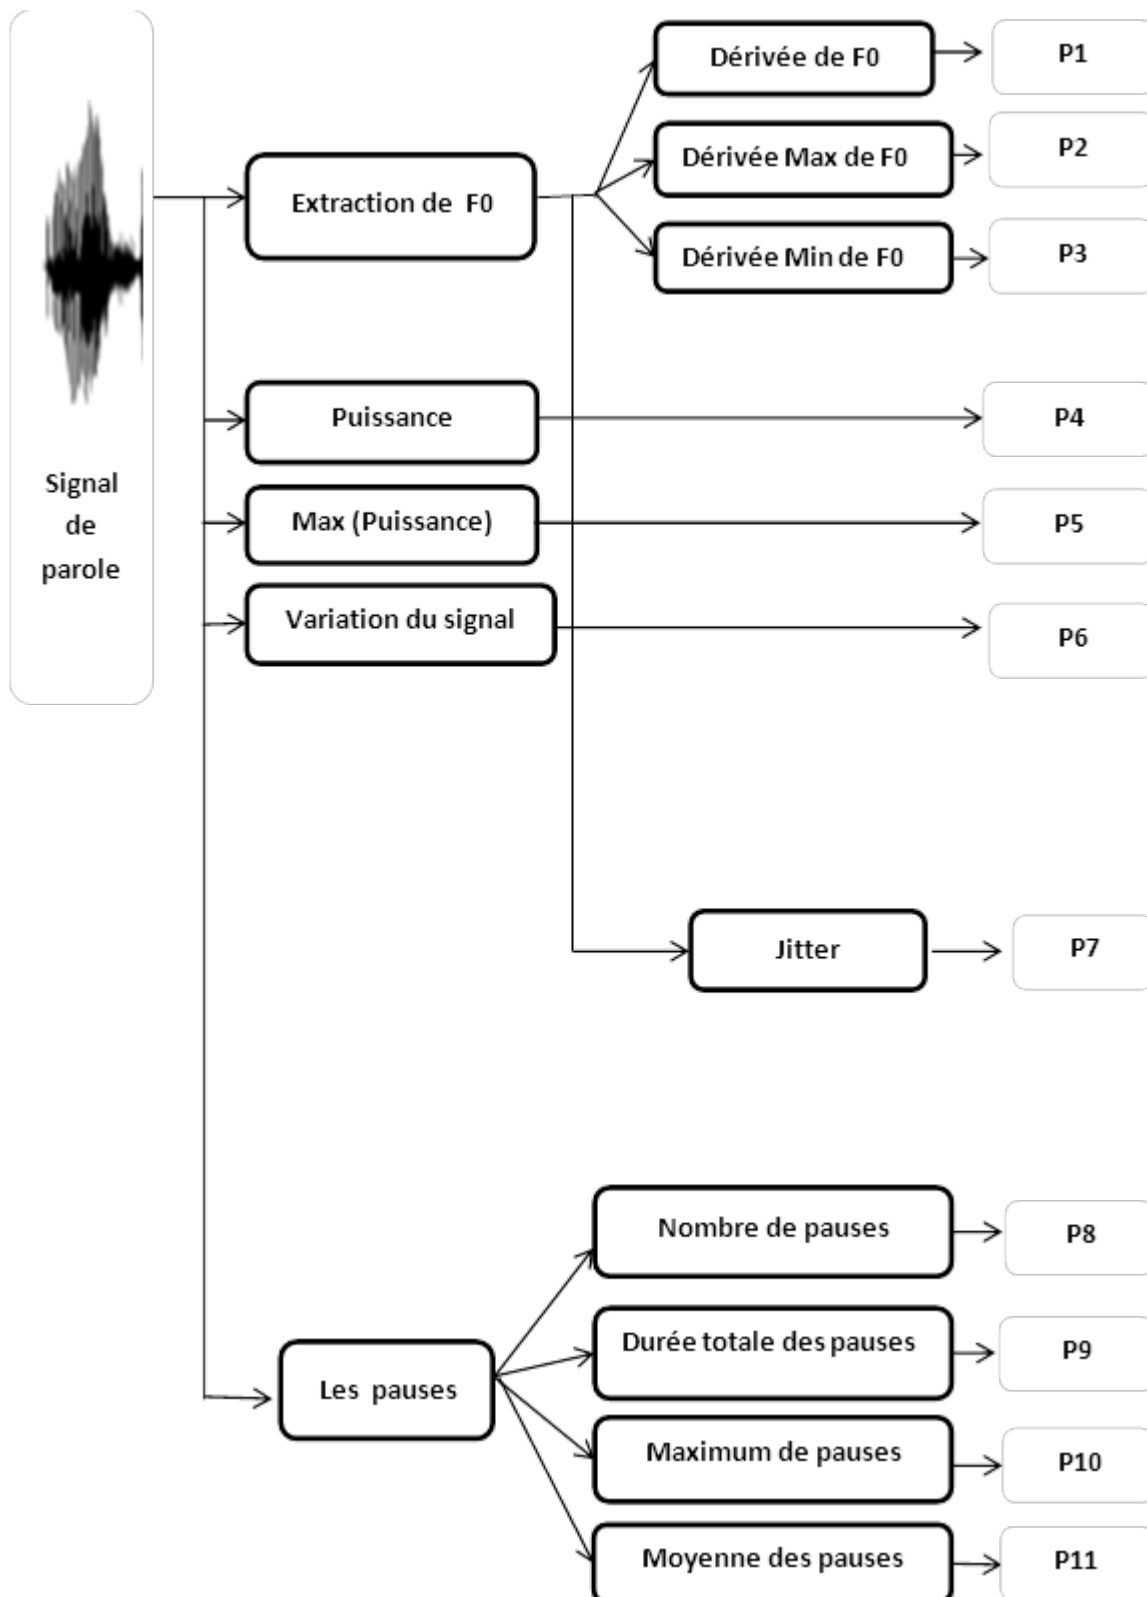 Signal
de
parole
Extraction de F0
Dérivée de F0
P1
Dérivée Max de F0
P2
Dérivée Min de F0
P3
Puissance
P4
Max (Puissance)
P5
Variation du signal
P6
Jitter
P7
Les pauses
Nombre de pauses
P8
Durée totale des pauses
P9
Maximum de pauses
P10
Moyenne des pauses
P11